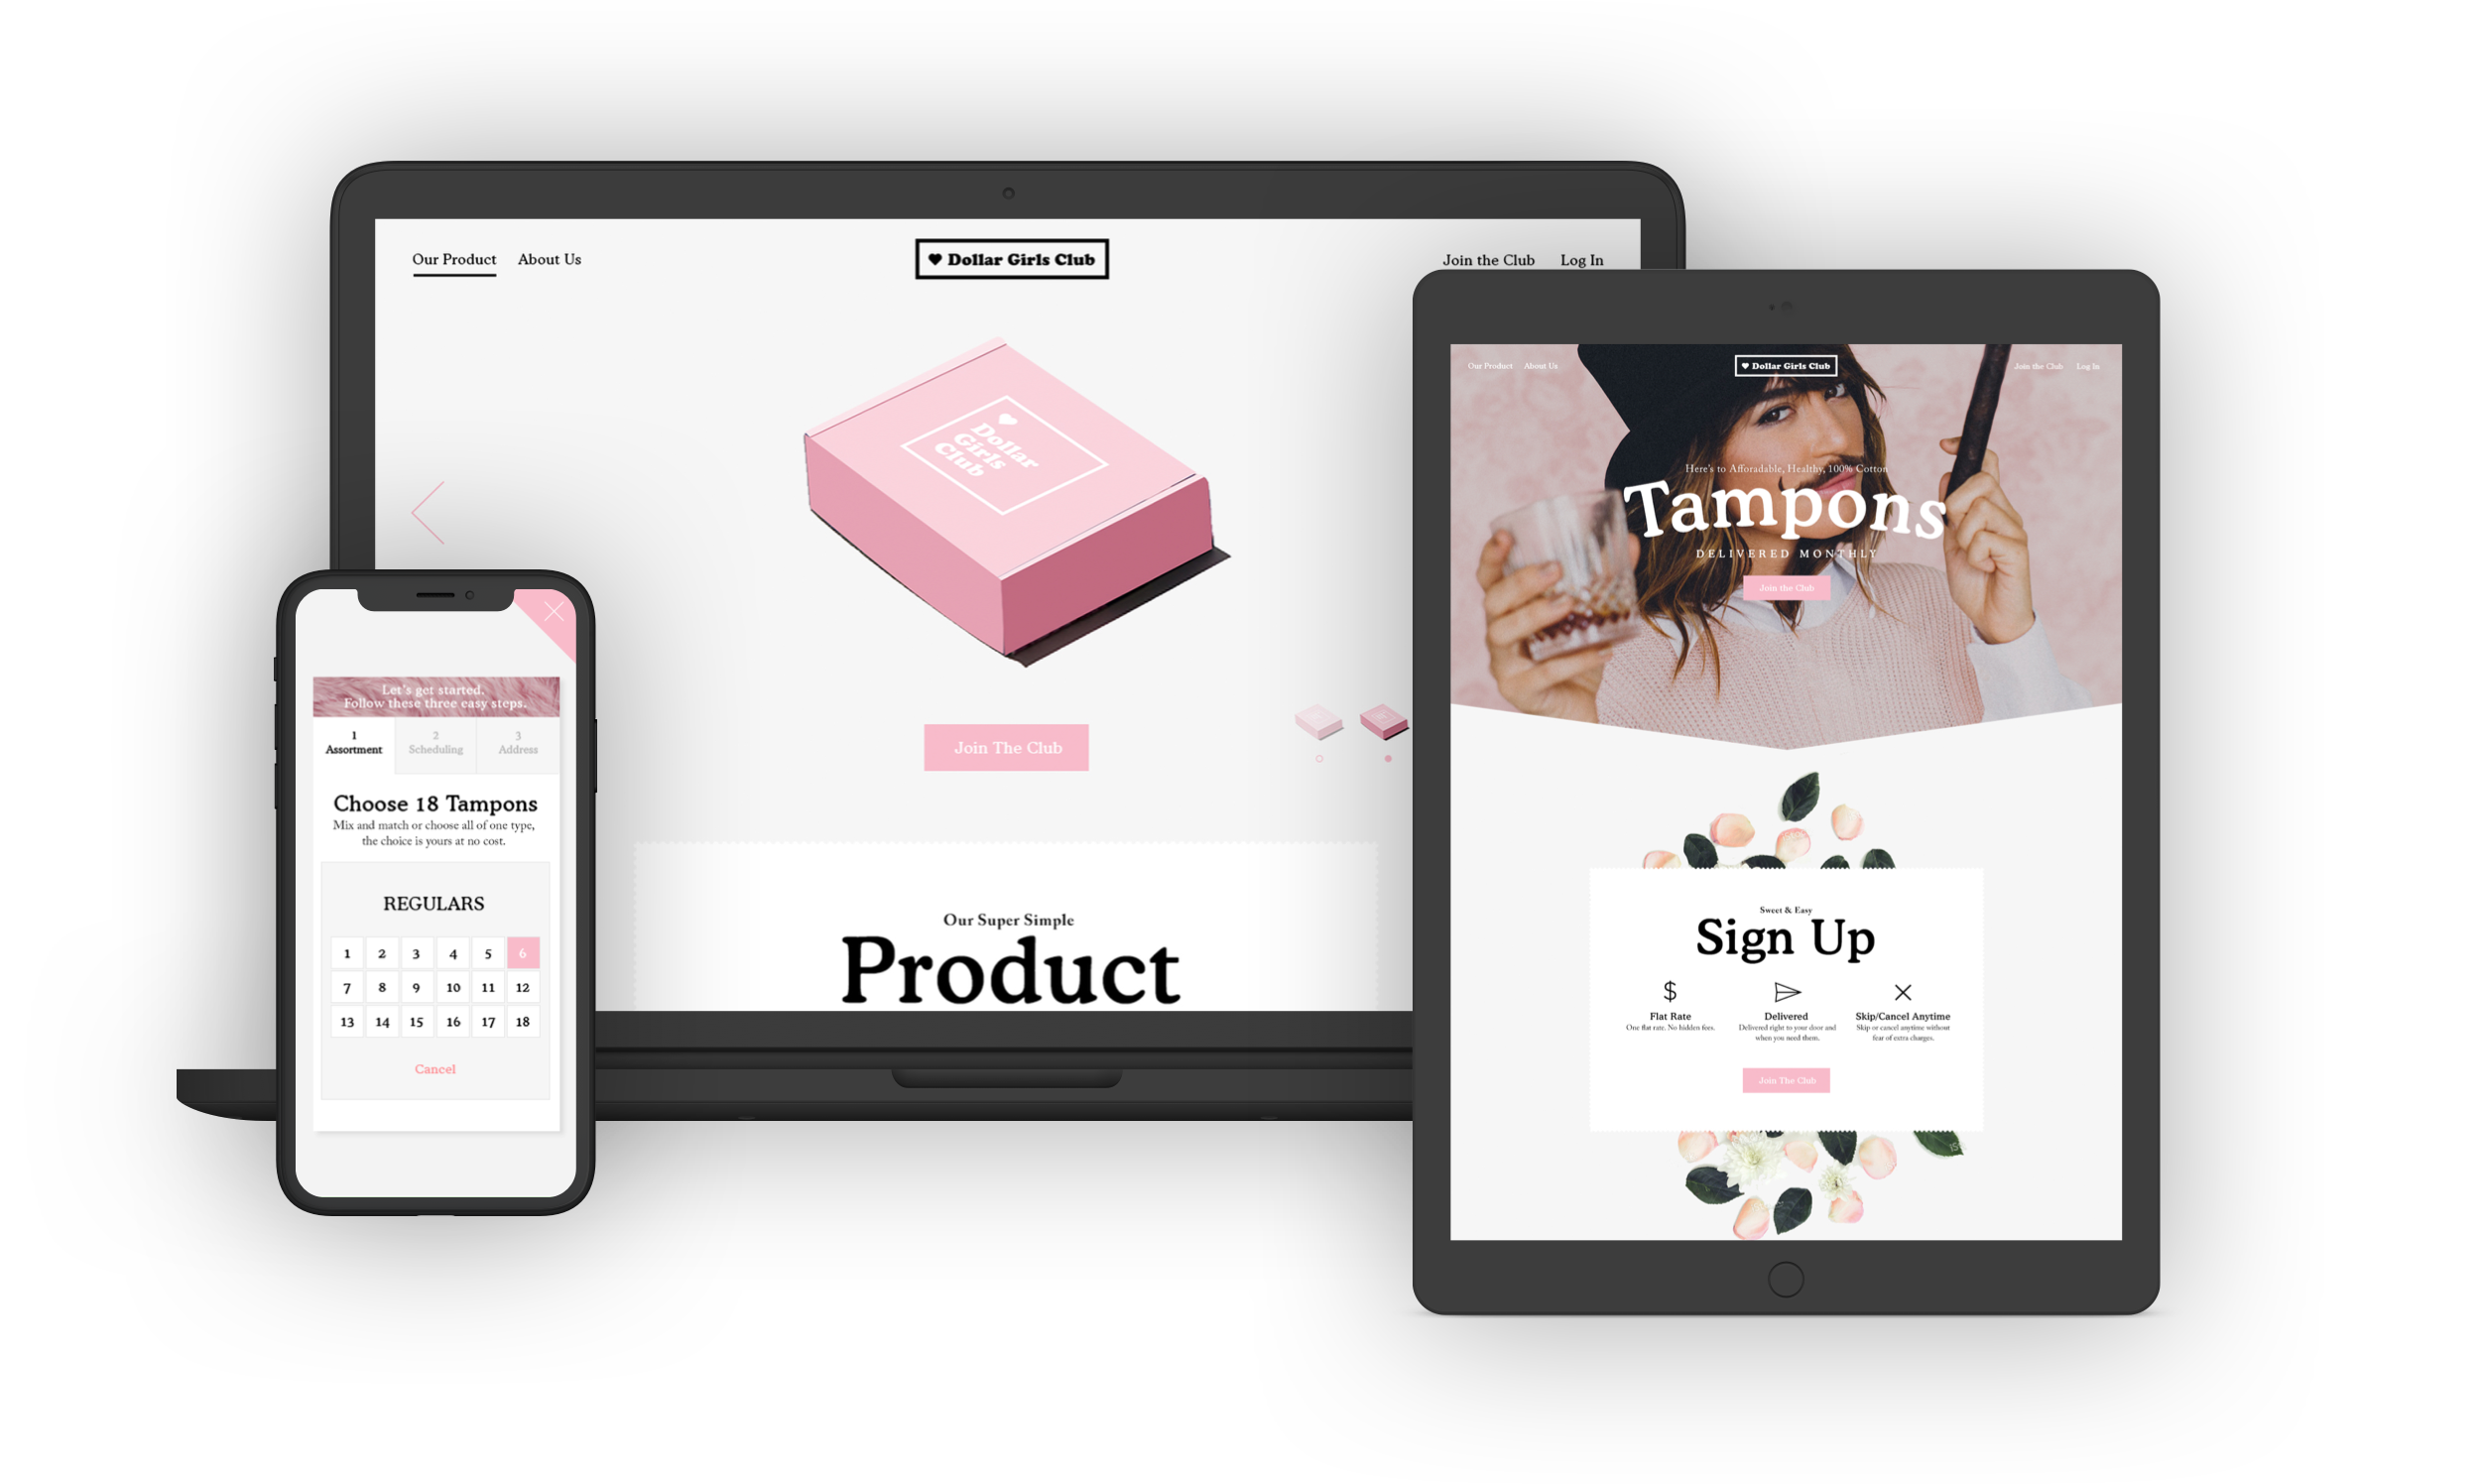 Our Product About Us
♥ Dollar Girls Club
Join the Club Log In
Dollar
Girls
Club
Join The Club
Our Super Simple
Product
Let's get started.
Follow these three easy steps.
1 2 3
Assortment Scheduling Address
Choose 18 Tampons
Mix and match or choose all of one type,
the choice is yours at no cost.
REGULARS
1 2 3 4 5 6
7 8 9 10 11 12
13 14 15 16 17 18
Cancel
Our Product About Us
♥ Dollar Girls Club
Join the Club Log In
Here's to Afforadable, Healthy, 100% Cotton
Tampons
DELIVERED MONTHLY
Join the Club
Sweet & Easy
Sign Up
$
Flat Rate
One flat rate. No hidden fees.
Delivered
Delivered right to your door and
when you need them.
Skip/Cancel Anytime
Skip or cancel anytime without
fear of extra charges.
Join The Club